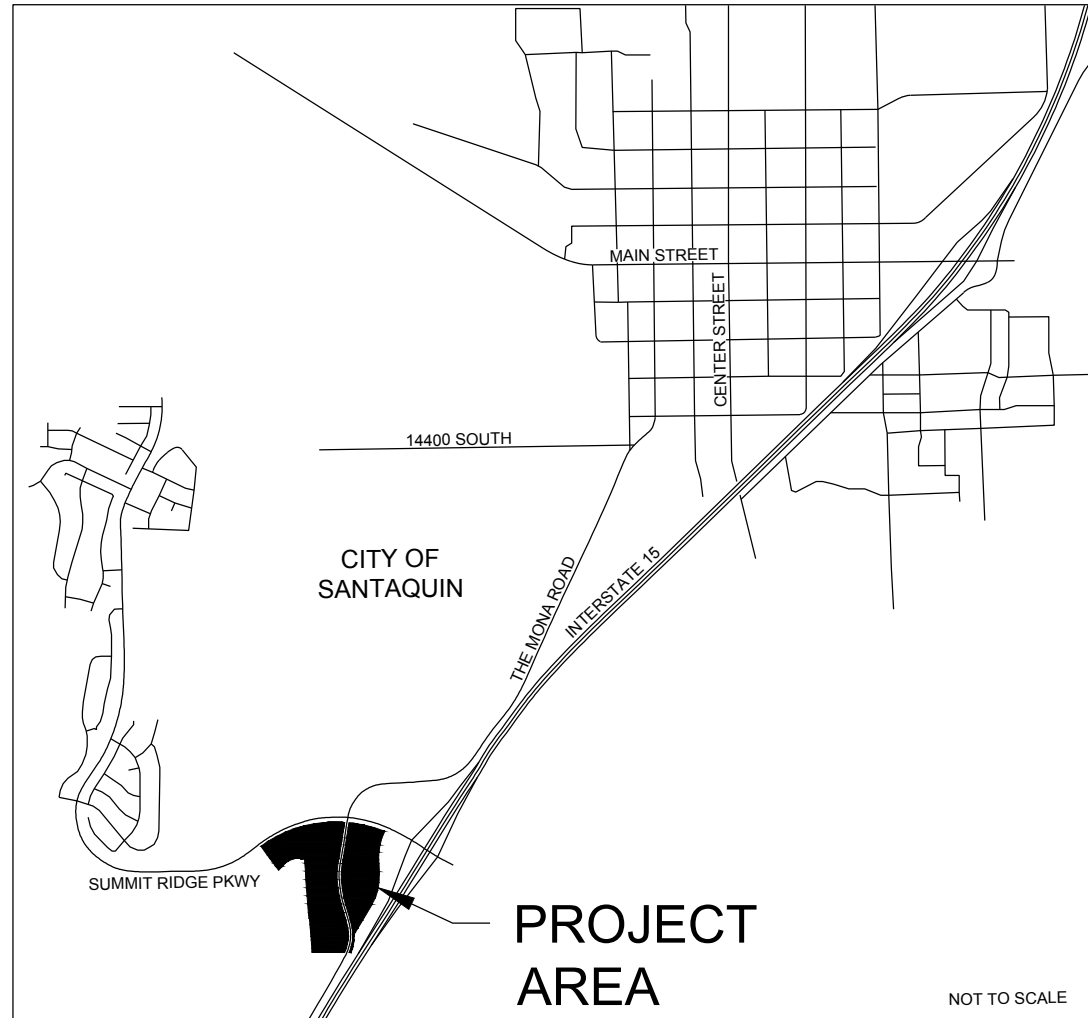 MAIN STREET
CENTER STREET
14400 SOUTH
CITY OF
SANTAQUIN
THE MONA ROAD
INTERSTATE 15
SUMMIT RIDGE PKWY
PROJECT
AREA
NOT TO SCALE